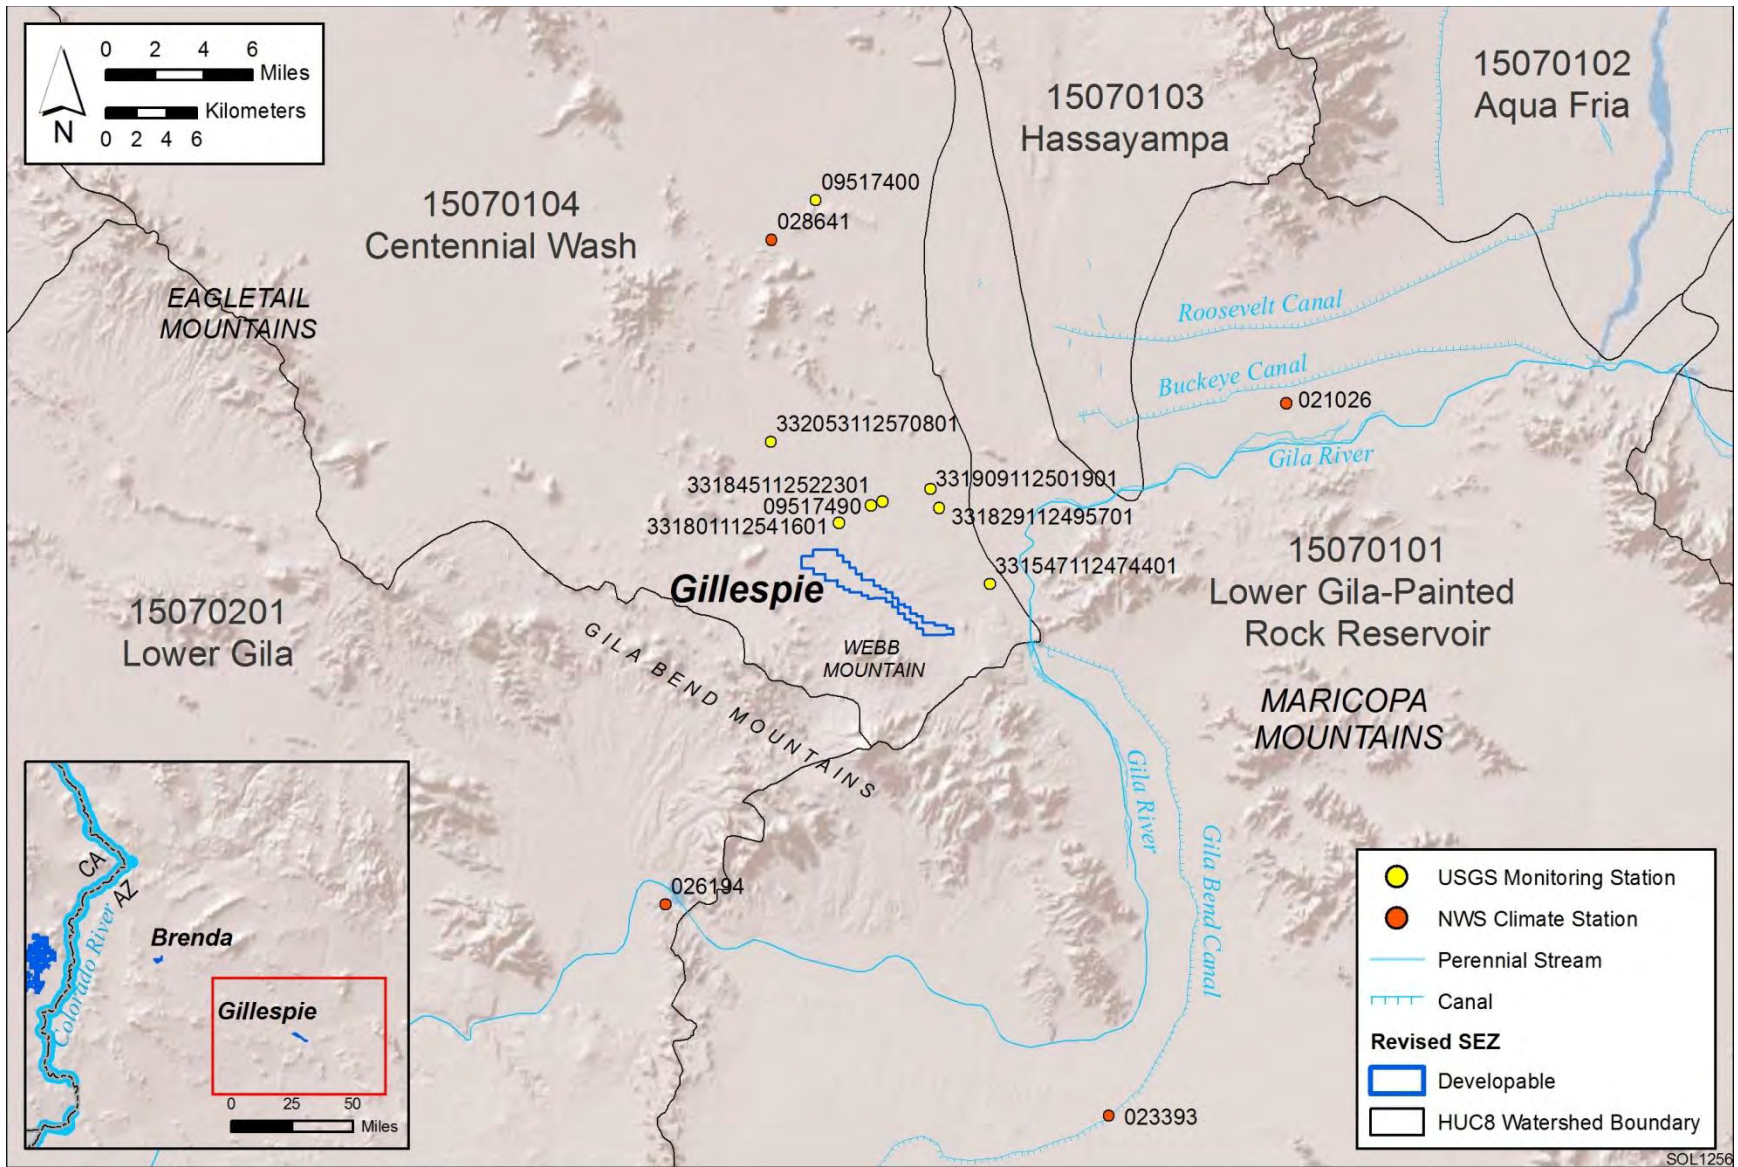 0 2 4 6
Miles
Kilometers
0 2 4 6
N
15070104
Centennial Wash
09517400
028641
15070103
Hassayampa
15070102
Aqua Fria
EAGLETAIL
MOUNTAINS
Roosevelt Canal
Buckeye Canal
021026
Gila River
332053112570801
331845112522301
09517490
331801112541601
331909112501901
331829112495701
331547112474401
Gillespie
15070201
Lower Gila
GILA BEND MOUNTAINS
WEBB
MOUNTAIN
15070101
Lower Gila-Painted
Rock Reservoir
MARICOPA
MOUNTAINS
Gila River
Gila Bend Canal
026194
023393
CA
AZ
Colorado River
Brenda
Gillespie
0 25 50
Miles
USGS Monitoring Station
NWS Climate Station
Perennial Stream
Canal
Revised SEZ
Developable
HUC8 Watershed Boundary
SOL1256